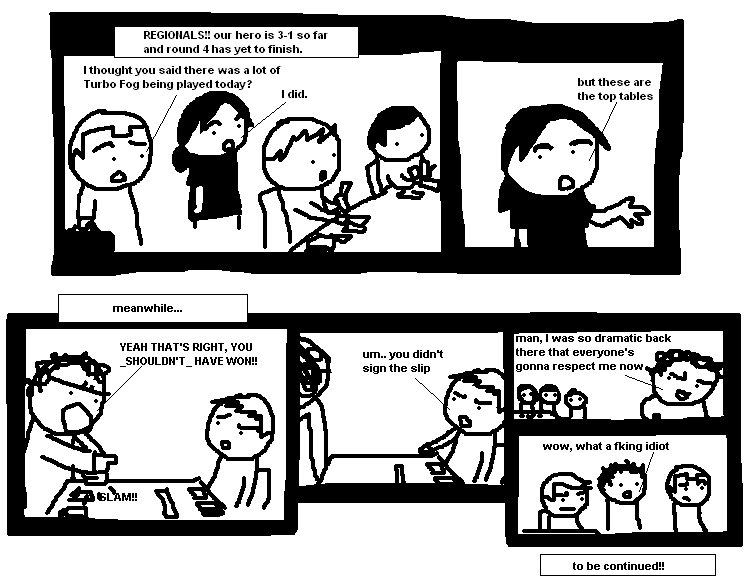 REGIONALS!! our hero is 3-1 so far
and round 4 has yet to finish.
I thought you said there was a lot of
Turbo Fog being played today?
I did.
but these are
the top tables
meanwhile...
YEAH THAT'S RIGHT, YOU
_SHOULDN'T_ HAVE WON!!
SLAM!!
um.. you didn't
sign the slip
man, I was so dramatic back
there that everyone's
gonna respect me now
wow, what a fking idiot
to be continued!!